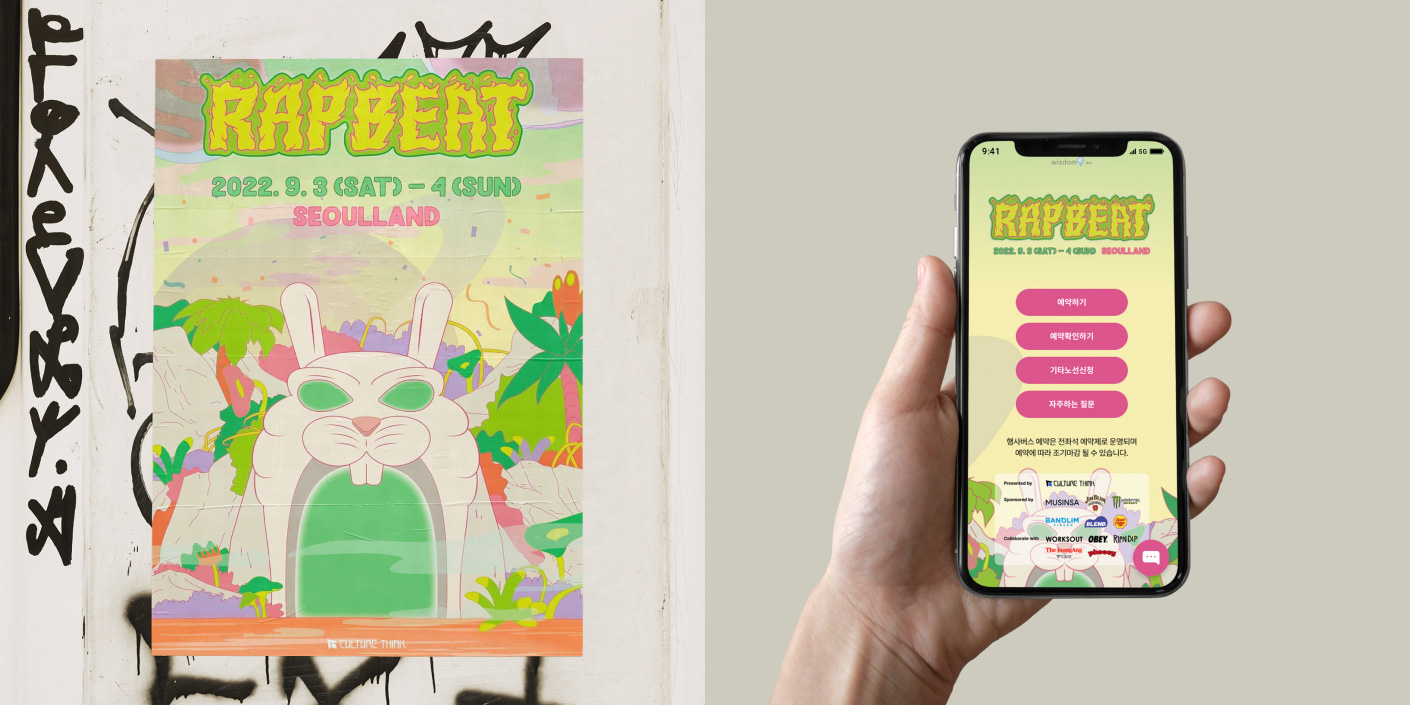 RAPBEAT
2022. 9. 3 (SAT) — 4 (SUN)
SEOULLAND
CULTURE THINK
9:41
5G
wizdom
RAPBEAT
2022. 9. 3 (SAT) — 4 (SUN) SEOULLAND
예약하기
예약확인하기
기타노선신청
자주하는 질문
행사버스 예약은 전좌석 예약제로 운영되며
예약에 따라 조기마감 될 수 있습니다.
Presented by CULTURE THINK
Sponsored by MUSINSA
BANDLIM BLEND
Collaborate with WORKSOUT OBEY RIPNDIP
The JoongAng